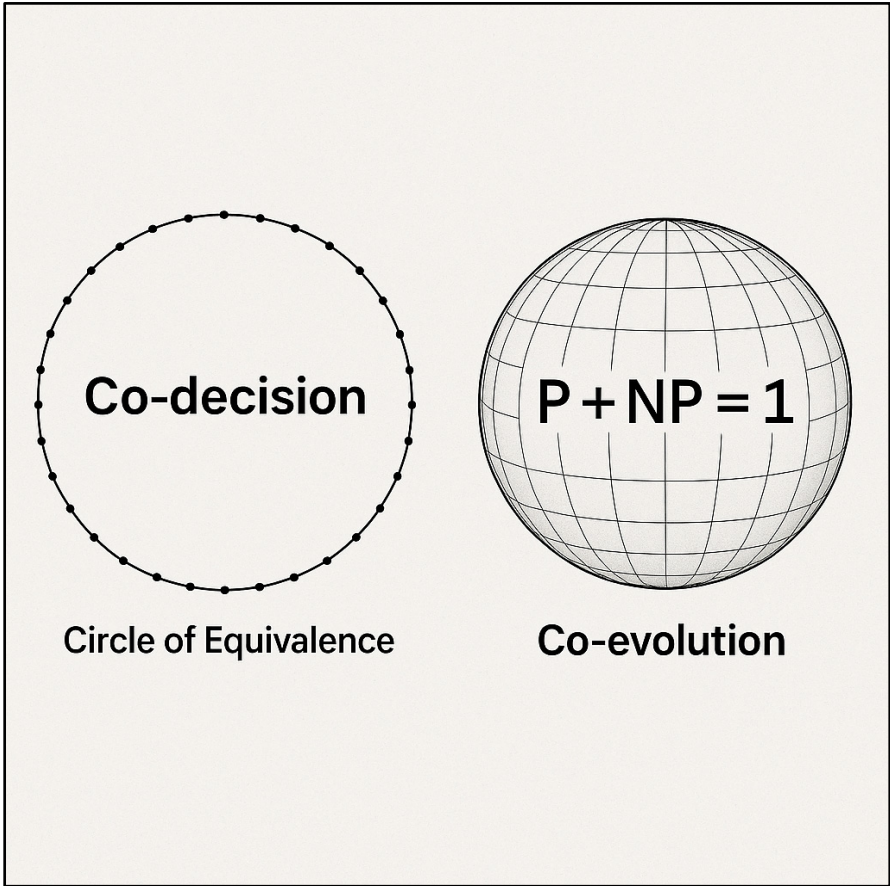 Co-decision
Circle of Equivalence
P + NP = 1
Co-evolution